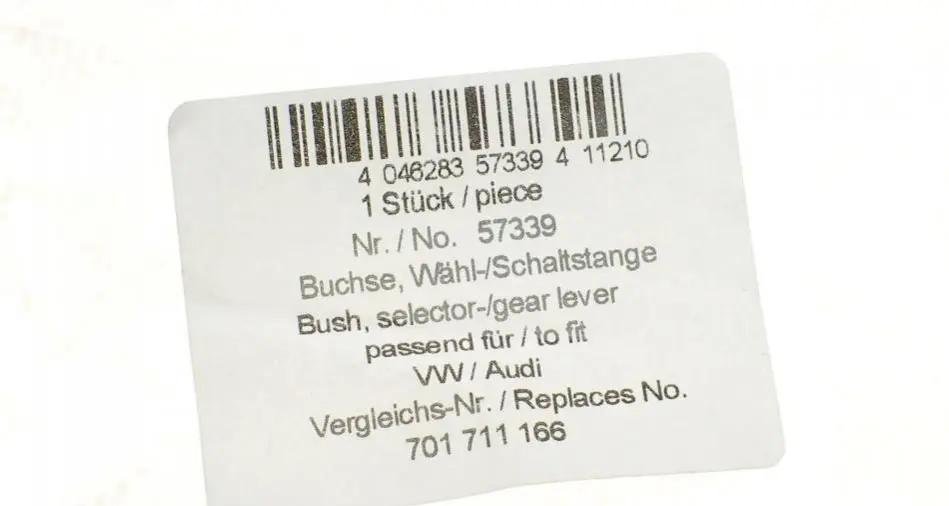 4 046283 57339 4 11210
1 Stück / piece
Nr. / No. 57339
Buchse, Wähl-/Schaltstange
Bush, selector-/gear lever
passend für / to fit
VW / Audi
Vergleichs-Nr. / Replaces No.
701 711 166